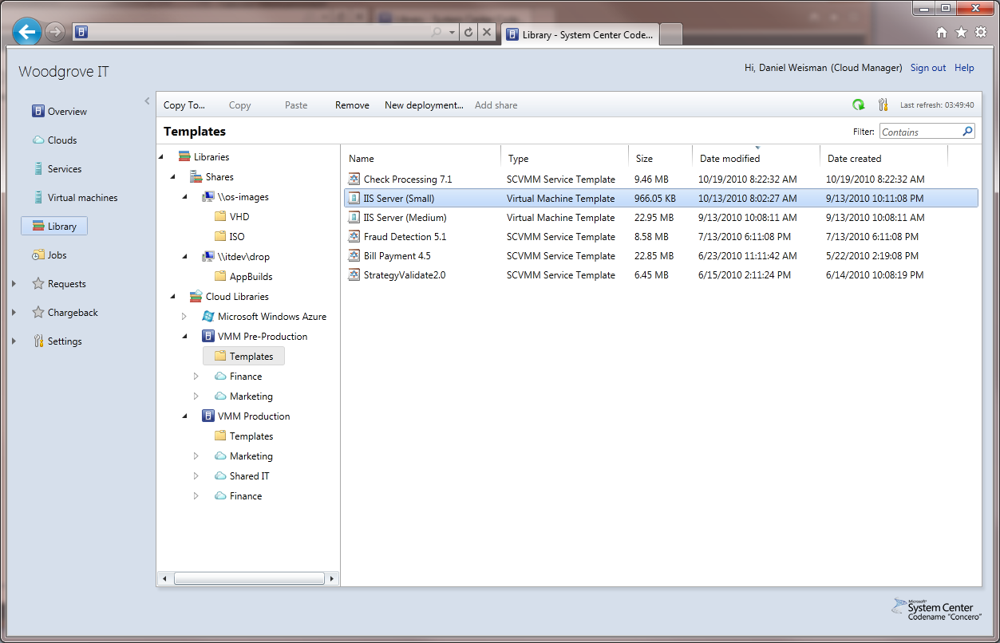 Library - System Center Code...
Woodgrove IT
Hi, Daniel Weisman (Cloud Manager) Sign out Help
Overview
Clouds
Services
Virtual machines
Library
Jobs
Requests
Chargeback
Settings
Copy To... Copy Paste Remove New deployment... Add share Last refresh: 03:49:40
Templates
Filter: Contains
Libraries
Shares
\\os-images
VHD
ISO
\\itdev\drop
AppBuilds
Cloud Libraries
Microsoft Windows Azure
VMM Pre-Production
Templates
Finance
Marketing
VMM Production
Templates
Marketing
Shared IT
Finance
Name Type Size Date modified Date created
Check Processing 7.1 SCVMM Service Template 9.46 MB 10/19/2010 8:22:32 AM 10/19/2010 8:22:32 AM
IIS Server (Small) Virtual Machine Template 966.05 KB 10/13/2010 8:02:27 AM 9/13/2010 10:11:08 PM
IIS Server (Medium) Virtual Machine Template 22.95 MB 9/13/2010 10:08:11 AM 9/13/2010 10:08:11 AM
Fraud Detection 5.1 SCVMM Service Template 8.58 MB 7/13/2010 6:11:08 PM 7/13/2010 6:11:08 PM
Bill Payment 4.5 SCVMM Service Template 22.85 MB 6/23/2010 11:11:42 AM 5/22/2010 2:19:08 PM
StrategyValidate2.0 SCVMM Service Template 6.45 MB 6/15/2010 2:11:24 PM 6/14/2010 10:08:19 PM
Microsoft
System Center
Codename "Concero"